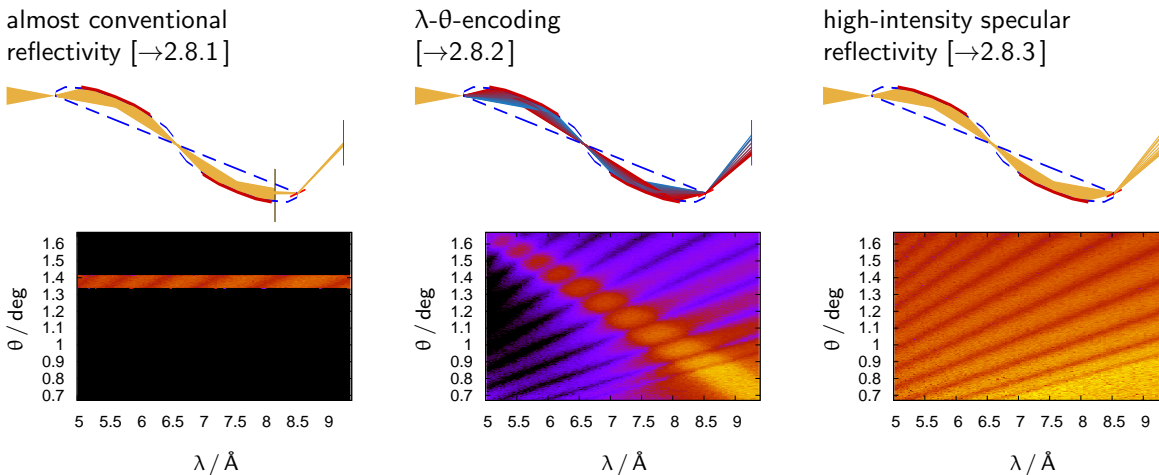 almost conventional
reflectivity [→2.8.1]
λ-θ-encoding
[→2.8.2]
high-intensity specular
reflectivity [→2.8.3]
θ / deg
1.6
1.5
1.4
1.3
1.2
1.1
1
0.9
0.8
0.7
5 5.5 6 6.5 7 7.5 8 8.5 9
λ / Å
θ / deg
1.6
1.5
1.4
1.3
1.2
1.1
1
0.9
0.8
0.7
5 5.5 6 6.5 7 7.5 8 8.5 9
λ / Å
θ / deg
1.6
1.5
1.4
1.3
1.2
1.1
1
0.9
0.8
0.7
5 5.5 6 6.5 7 7.5 8 8.5 9
λ / Å